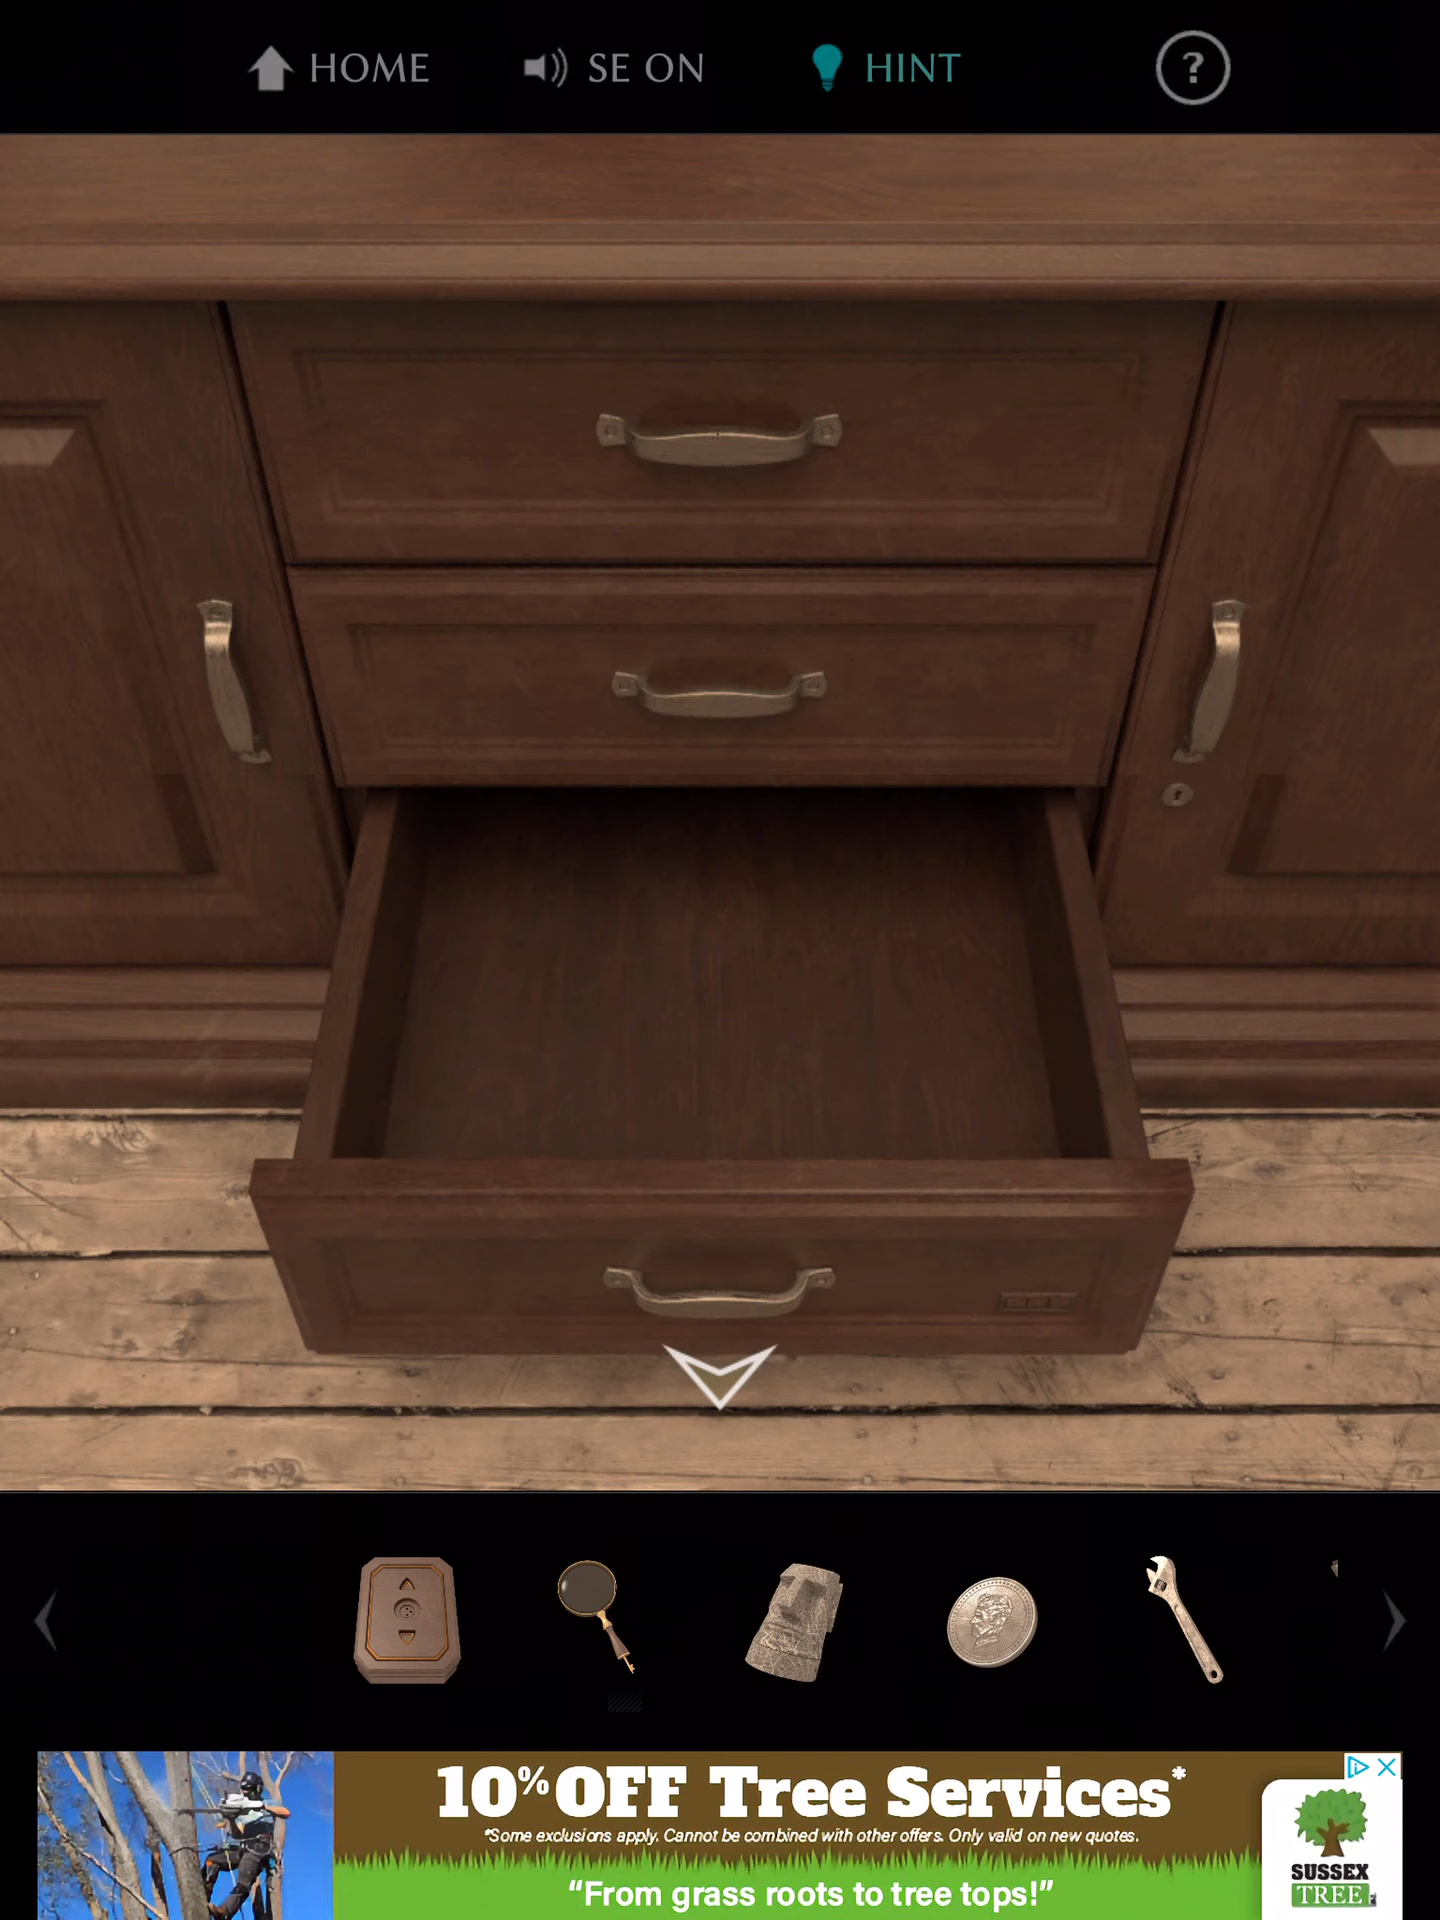 HOME SE ON HINT ?
10% OFF Tree Services*
*Some exclusions apply. Cannot be combined with other offers. Only valid on new quotes.
"From grass roots to tree tops!"
SUSSEX
TREE